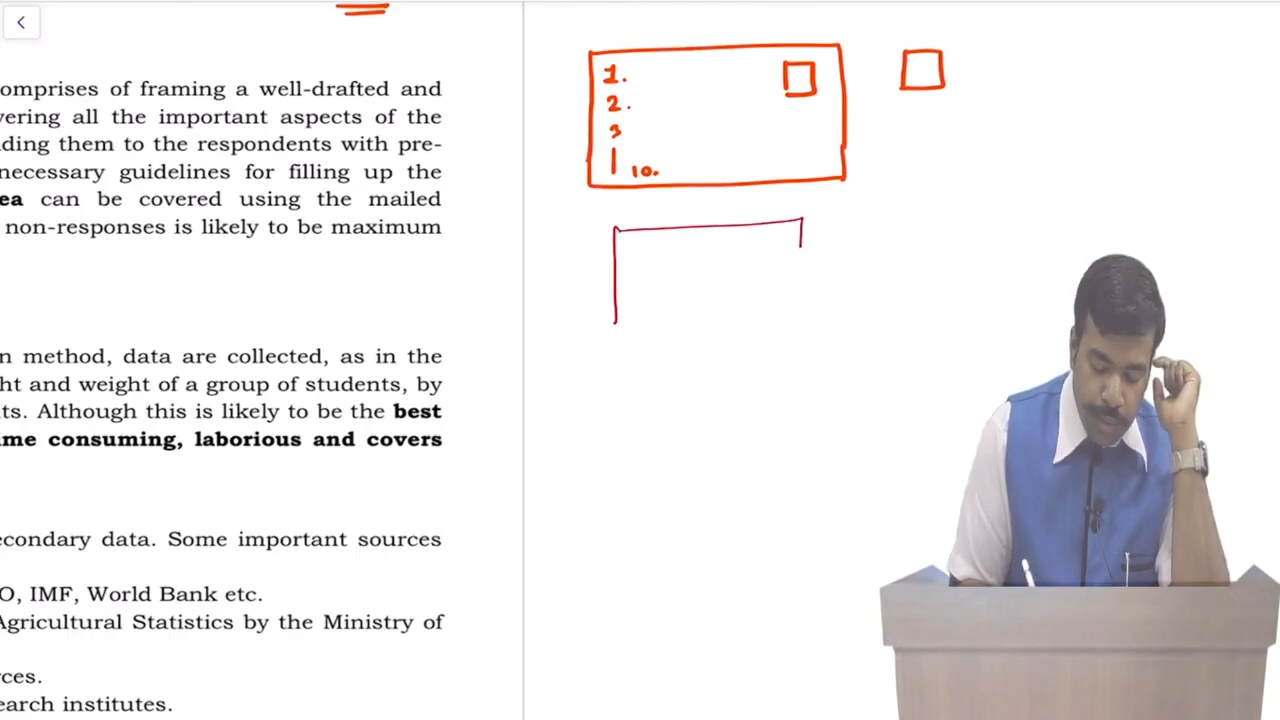 omprises of framing a well-drafted and
vering all the important aspects of the
ding them to the respondents with pre-
necessary guidelines for filling up the
ea can be covered using the mailed
non-responses is likely to be maximum
n method, data are collected, as in the
ht and weight of a group of students, by
ts. Although this is likely to be the best
ime consuming, laborious and covers
econdary data. Some important sources
O, IMF, World Bank etc.
Agricultural Statistics by the Ministry of
rces.
earch institutes.
1.
2.
3
10.